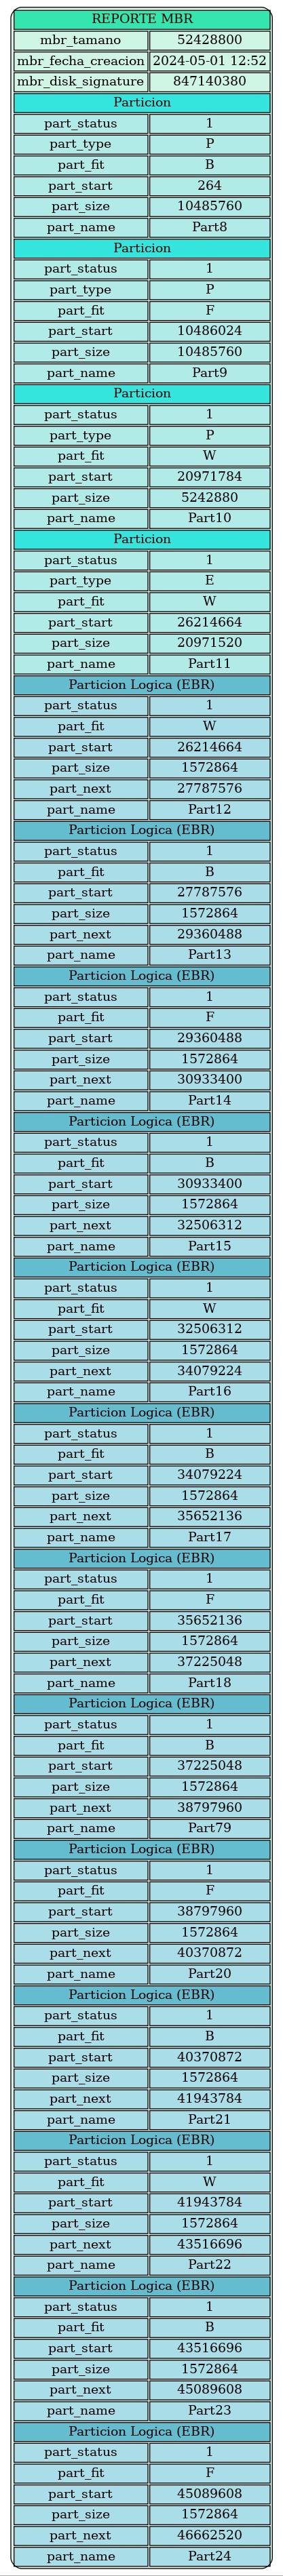 REPORTE MBR
mbr_tamano 52428800
mbr_fecha_creacion 2024-05-01 12:52
mbr_disk_signature 847140380
Particion
part_status 1
part_type P
part_fit B
part_start 264
part_size 10485760
part_name Part8
Particion
part_status 1
part_type P
part_fit F
part_start 10486024
part_size 10485760
part_name Part9
Particion
part_status 1
part_type P
part_fit W
part_start 20971784
part_size 5242880
part_name Part10
Particion
part_status 1
part_type E
part_fit W
part_start 26214664
part_size 20971520
part_name Part11
Particion Logica (EBR)
part_status 1
part_fit W
part_start 26214664
part_size 1572864
part_next 27787576
part_name Part12
Particion Logica (EBR)
part_status 1
part_fit B
part_start 27787576
part_size 1572864
part_next 29360488
part_name Part13
Particion Logica (EBR)
part_status 1
part_fit F
part_start 29360488
part_size 1572864
part_next 30933400
part_name Part14
Particion Logica (EBR)
part_status 1
part_fit B
part_start 30933400
part_size 1572864
part_next 32506312
part_name Part15
Particion Logica (EBR)
part_status 1
part_fit W
part_start 32506312
part_size 1572864
part_next 34079224
part_name Part16
Particion Logica (EBR)
part_status 1
part_fit B
part_start 34079224
part_size 1572864
part_next 35652136
part_name Part17
Particion Logica (EBR)
part_status 1
part_fit F
part_start 35652136
part_size 1572864
part_next 37225048
part_name Part18
Particion Logica (EBR)
part_status 1
part_fit B
part_start 37225048
part_size 1572864
part_next 38797960
part_name Part79
Particion Logica (EBR)
part_status 1
part_fit F
part_start 38797960
part_size 1572864
part_next 40370872
part_name Part20
Particion Logica (EBR)
part_status 1
part_fit B
part_start 40370872
part_size 1572864
part_next 41943784
part_name Part21
Particion Logica (EBR)
part_status 1
part_fit W
part_start 41943784
part_size 1572864
part_next 43516696
part_name Part22
Particion Logica (EBR)
part_status 1
part_fit B
part_start 43516696
part_size 1572864
part_next 45089608
part_name Part23
Particion Logica (EBR)
part_status 1
part_fit F
part_start 45089608
part_size 1572864
part_next 46662520
part_name Part24